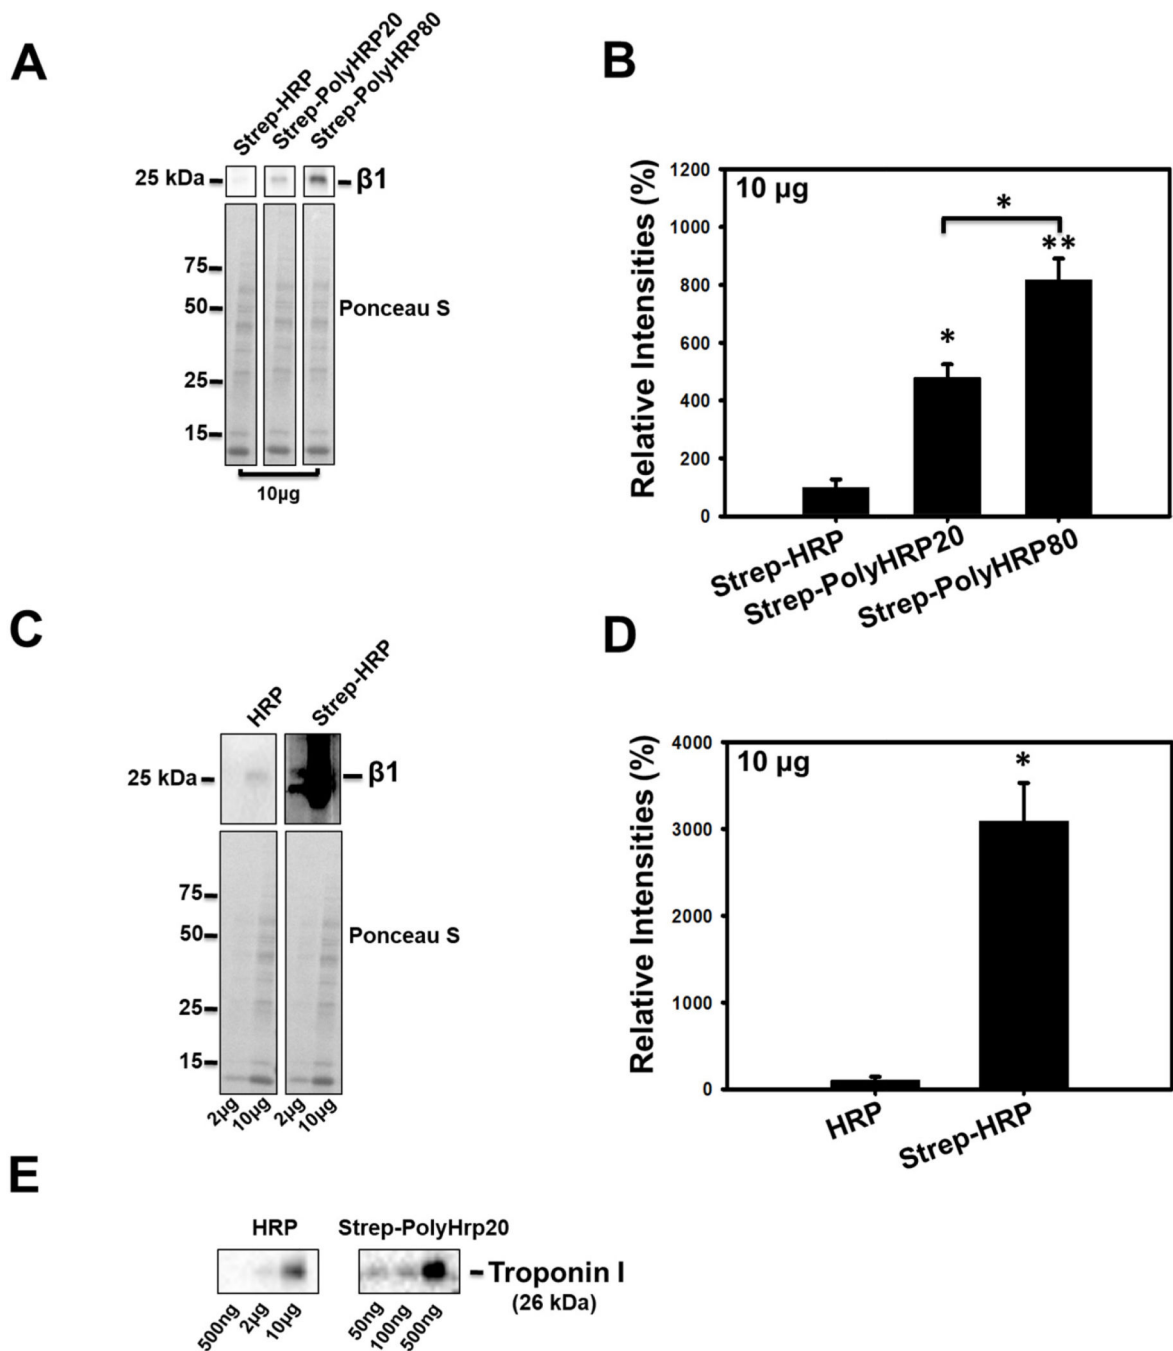 A
Strep-HRP
Strep-PolyHRP20
Strep-PolyHRP80
25 kDa
β1
75
50
Ponceau S
25
15
10µg
B
10 µg
Relative Intensities (%)
1200
1000
800
600
400
200
0
*
**
*
Strep-HRP
Strep-PolyHRP20
Strep-PolyHRP80
C
HRP
Strep-HRP
25 kDa
β1
75
50
Ponceau S
25
15
2µg 10µg 2µg 10µg
D
10 µg
Relative Intensities (%)
4000
3000
2000
1000
0
*
HRP
Strep-HRP
E
HRP Strep-PolyHrp20
Troponin I
(26 kDa)
500ng 2µg 10µg 50ng 100ng 500ng